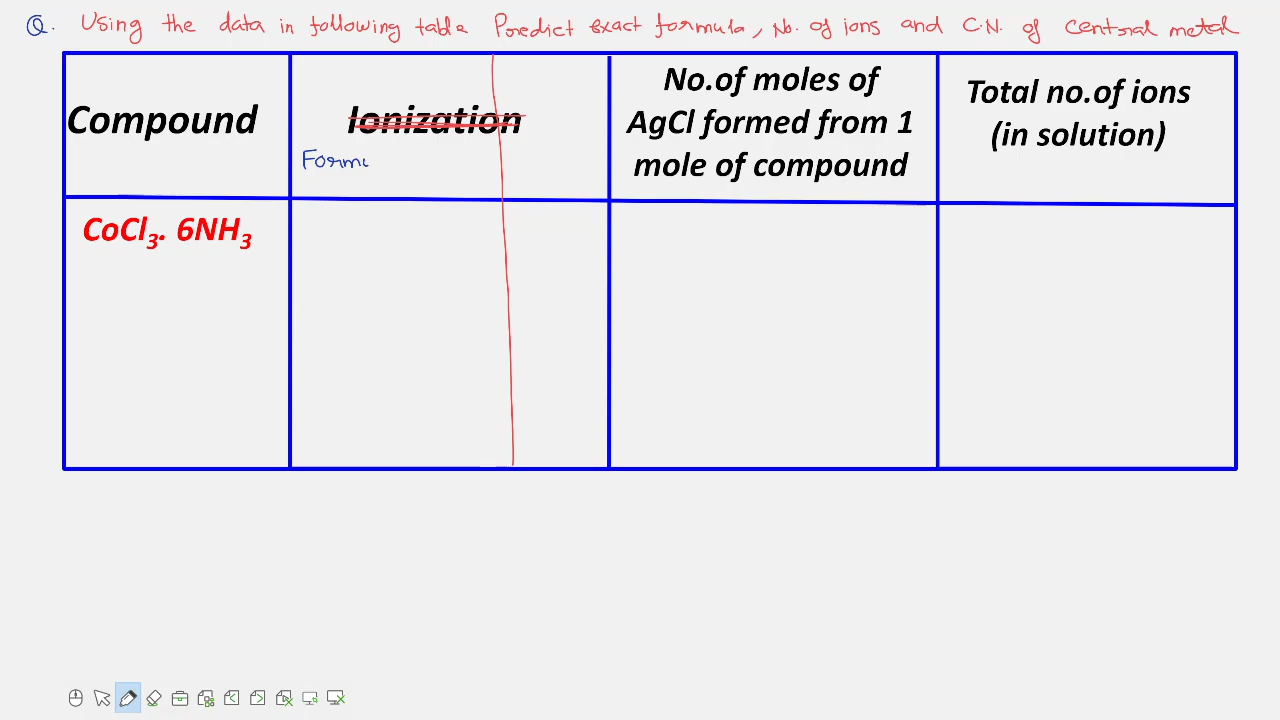 Q. Using the data in following table Predict exact formula, No. of ions and C.N. of central metal
Compound
Ionization
Form
No.of moles of
AgCl formed from 1
mole of compound
Total no.of ions
(in solution)
CoCl₃. 6NH₃